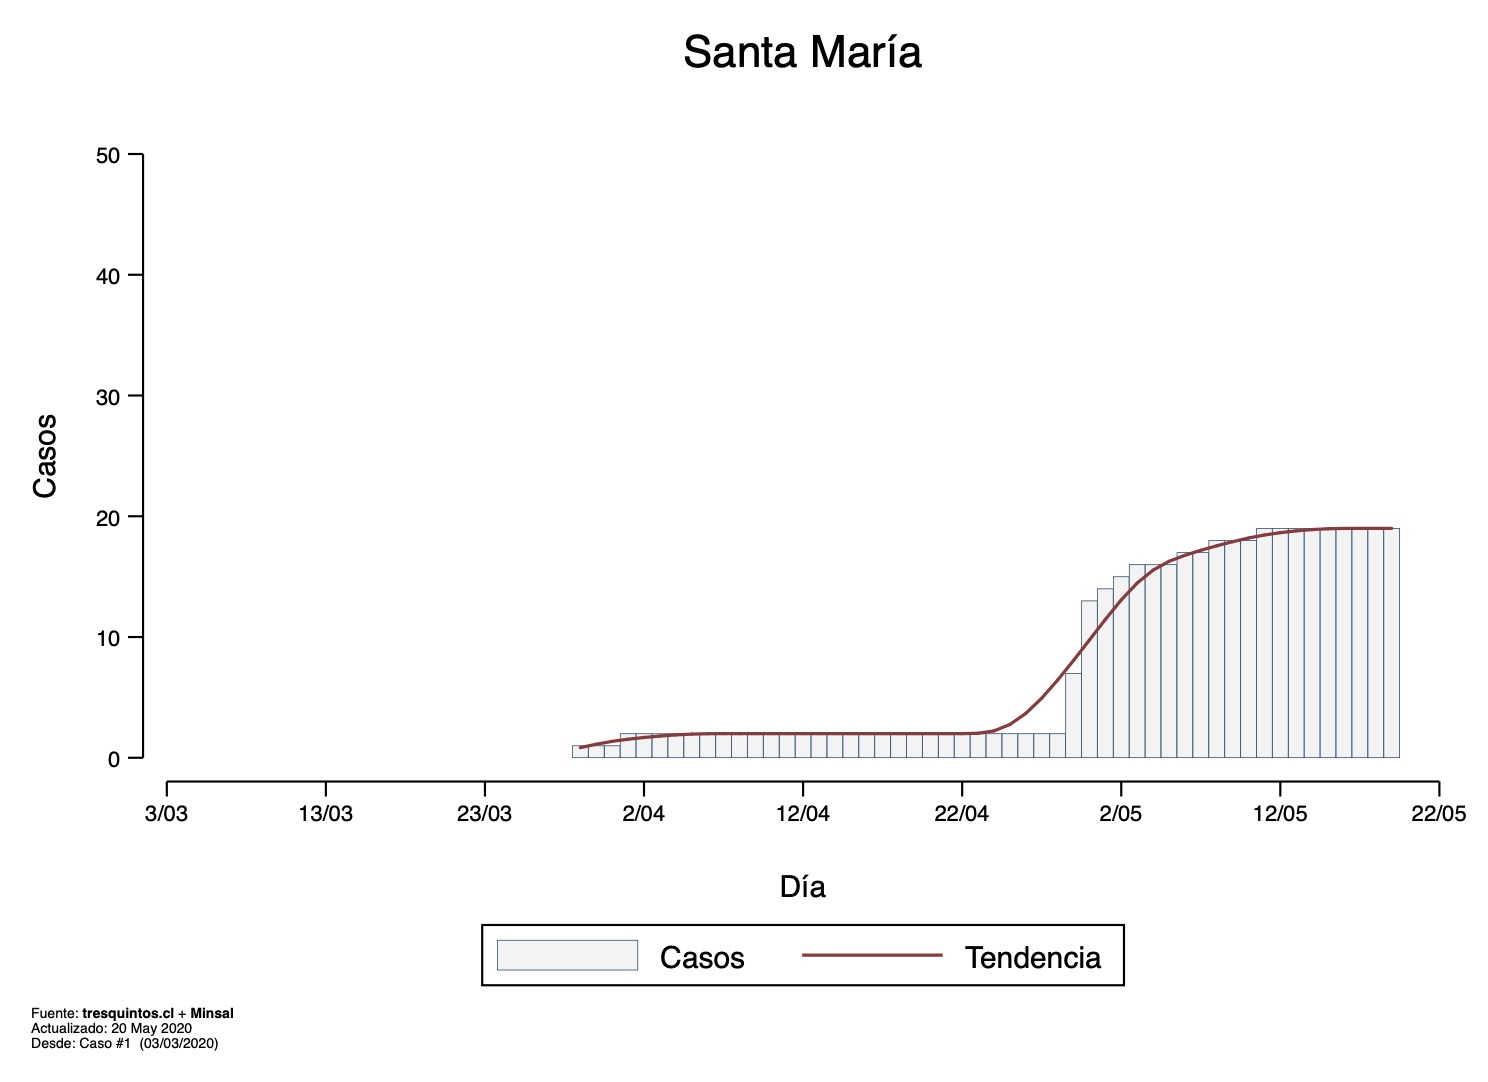 Santa María
50
40
30
20
10
0
Casos
3/03 13/03 23/03 2/04 12/04 22/04 2/05 12/05 22/05
Día
Casos Tendencia
Fuente: tresquintos.cl + Minsal
Actualizado: 20 May 2020
Desde: Caso #1 (03/03/2020)